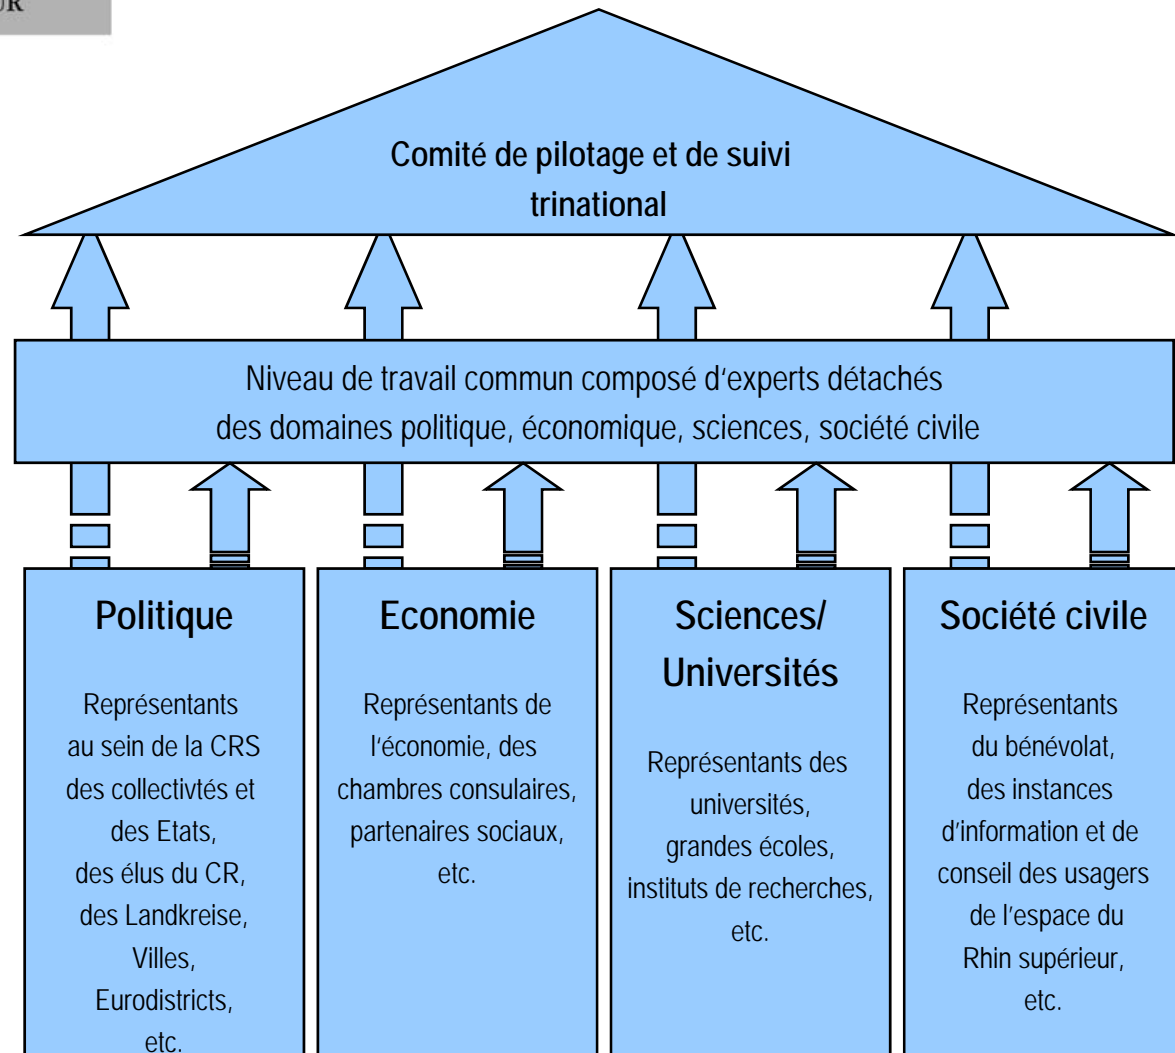 Comité de pilotage et de suivi
trinational
Niveau de travail commun composé d‘experts détachés
des domaines politique, économique, sciences, société civile
Politique
Représentants
au sein de la CRS
des collectivtés et
des Etats,
des élus du CR,
des Landkreise,
Villes,
Eurodistricts,
etc.
Economie
Représentants de
l'économie, des
chambres consulaires,
partenaires sociaux,
etc.
Sciences/
Universités
Représentants des
universités,
grandes écoles,
instituts de recherches,
etc.
Société civile
Représentants
du bénévolat,
des instances
d'information et de
conseil des usagers
de l'espace du
Rhin supérieur,
etc.